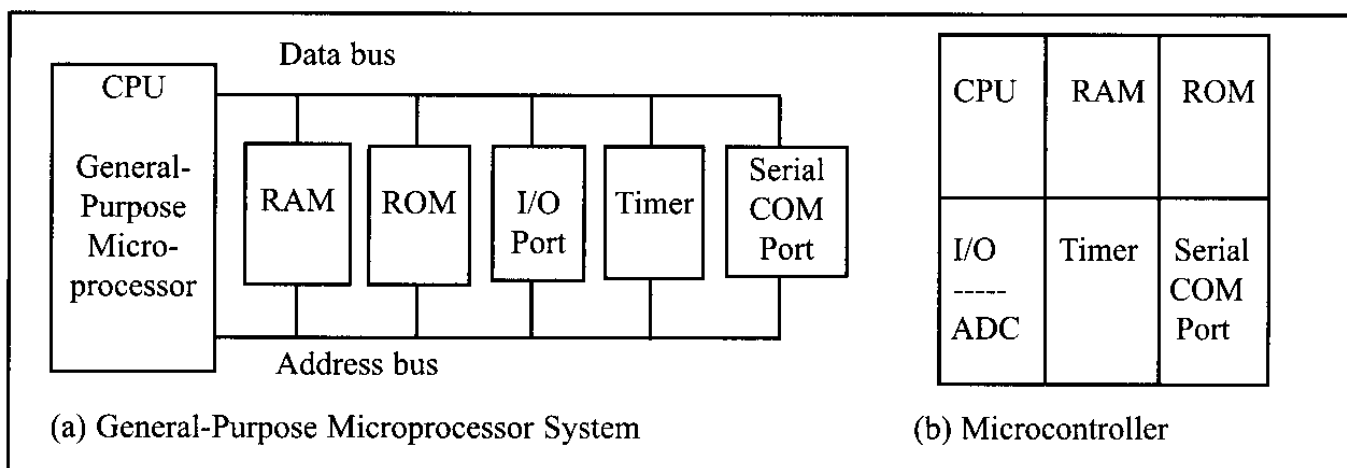 Data bus
CPU
General-
Purpose
Micro-
processor
RAM
ROM
I/O
Port
Timer
Serial
COM
Port
Address bus
(a) General-Purpose Microprocessor System
CPU
RAM
ROM
I/O
-----
ADC
Timer
Serial
COM
Port
(b) Microcontroller